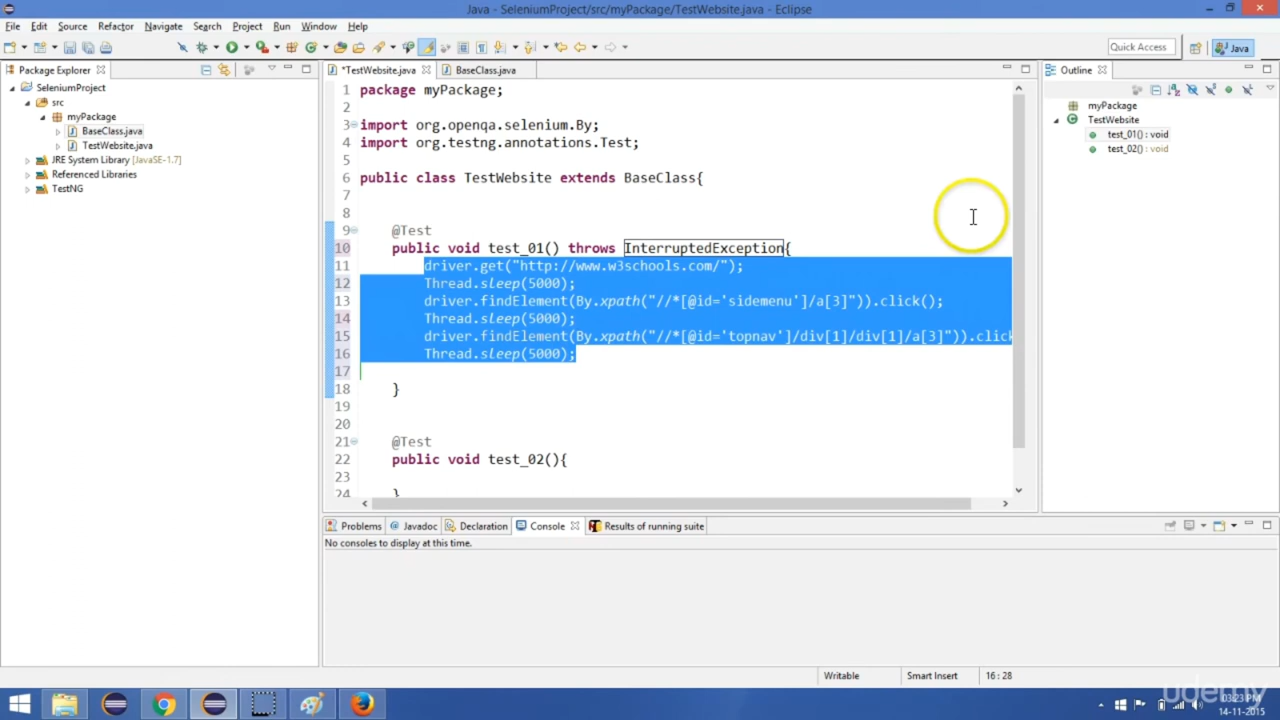 Java - SeleniumProject/src/myPackage/TestWebsite.java - Eclipse
File Edit Source Refactor Navigate Search Project Run Window Help
Quick Access
Java
Package Explorer
*TestWebsite.java
BaseClass.java
Outline
SeleniumProject
src
myPackage
BaseClass.java
TestWebsite.java
JRE System Library [JavaSE-1.7]
Referenced Libraries
TestNG
1 package myPackage;
2
3 import org.openqa.selenium.By;
4 import org.testng.annotations.Test;
5
6 public class TestWebsite extends BaseClass{
7
8
9 @Test
10 public void test_01() throws InterruptedException{
11 driver.get("http://www.w3schools.com/");
12 Thread.sleep(5000);
13 driver.findElement(By.xpath("//*[@id='sidemenu']/a[3]")).click();
14 Thread.sleep(5000);
15 driver.findElement(By.xpath("//*[@id='topnav']/div[1]/div[1]/a[3]")).click
16 Thread.sleep(5000);
17
18 }
19
20
21 @Test
22 public void test_02(){
23
24 }
myPackage
TestWebsite
test_01() : void
test_02() : void
Problems @ Javadoc Declaration Console Results of running suite
No consoles to display at this time.
Writable Smart Insert 16 : 28
udemy
03:23 PM
14-11-2015